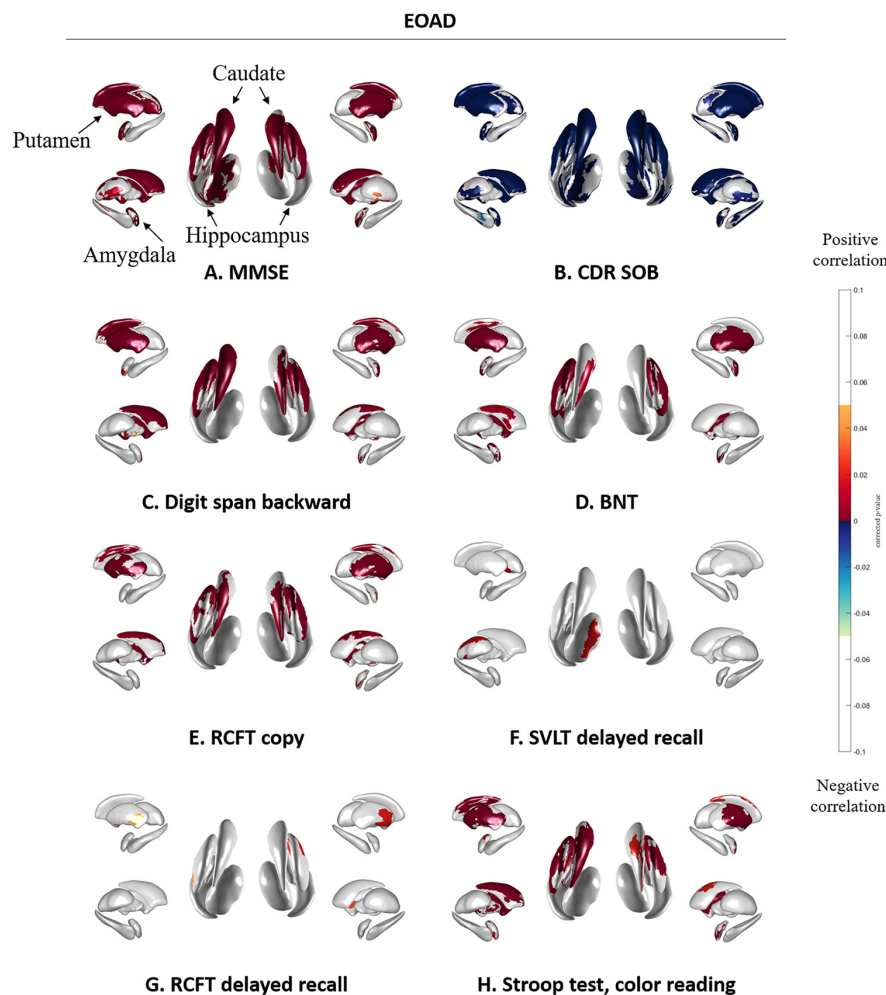 EOAD
Caudate
Putamen
Hippocampus
Amygdala
A. MMSE
B. CDR SOB
Positive
correlation
0.1
0.08
0.06
0.04
0.02
0
-0.02
-0.04
-0.06
-0.08
-0.1
corrected p-value
Negative
correlation
C. Digit span backward
D. BNT
E. RCFT copy
F. SVLT delayed recall
G. RCFT delayed recall
H. Stroop test, color reading